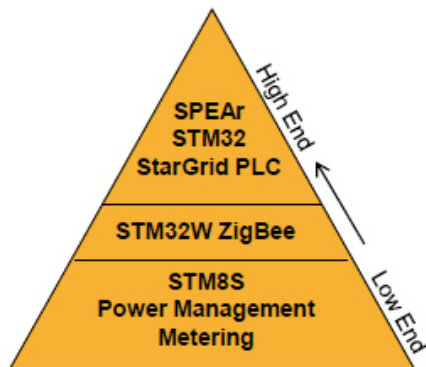 SPEAr
STM32
StarGrid PLC
STM32W ZigBee
STM8S
Power Management
Metering
High End
Low End